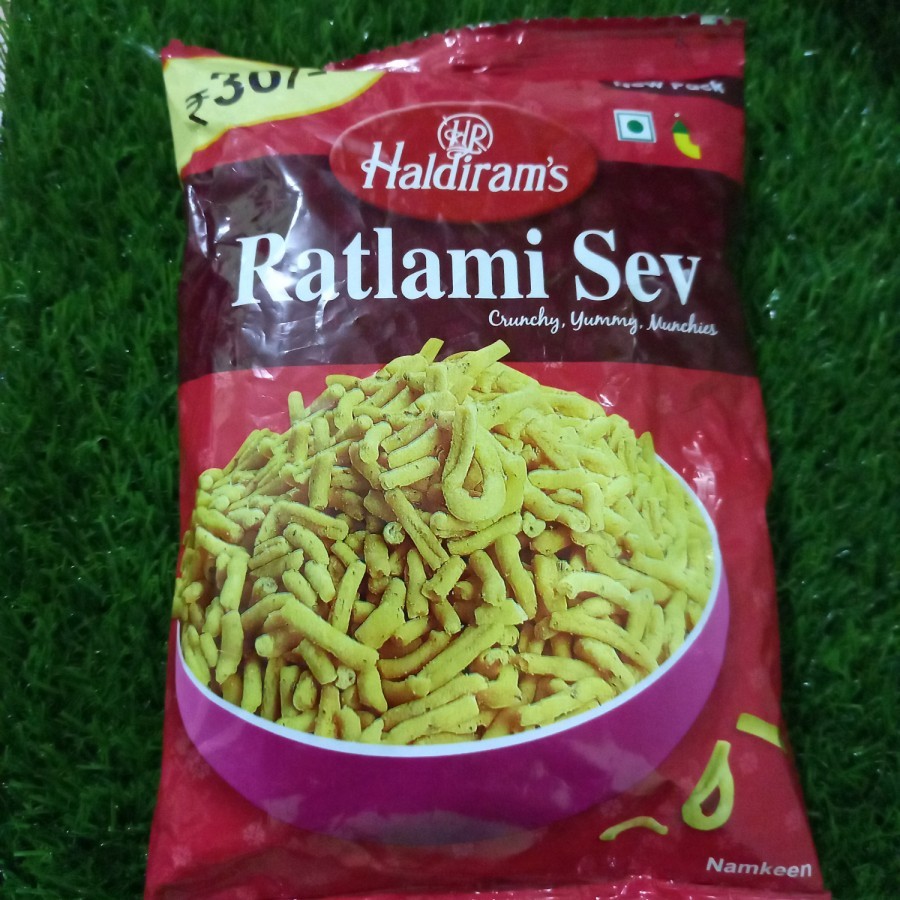 ₹30/-
New Pack
HR
Haldiram's
Ratlami Sev
Crunchy, Yummy, Munchies
Namkeen